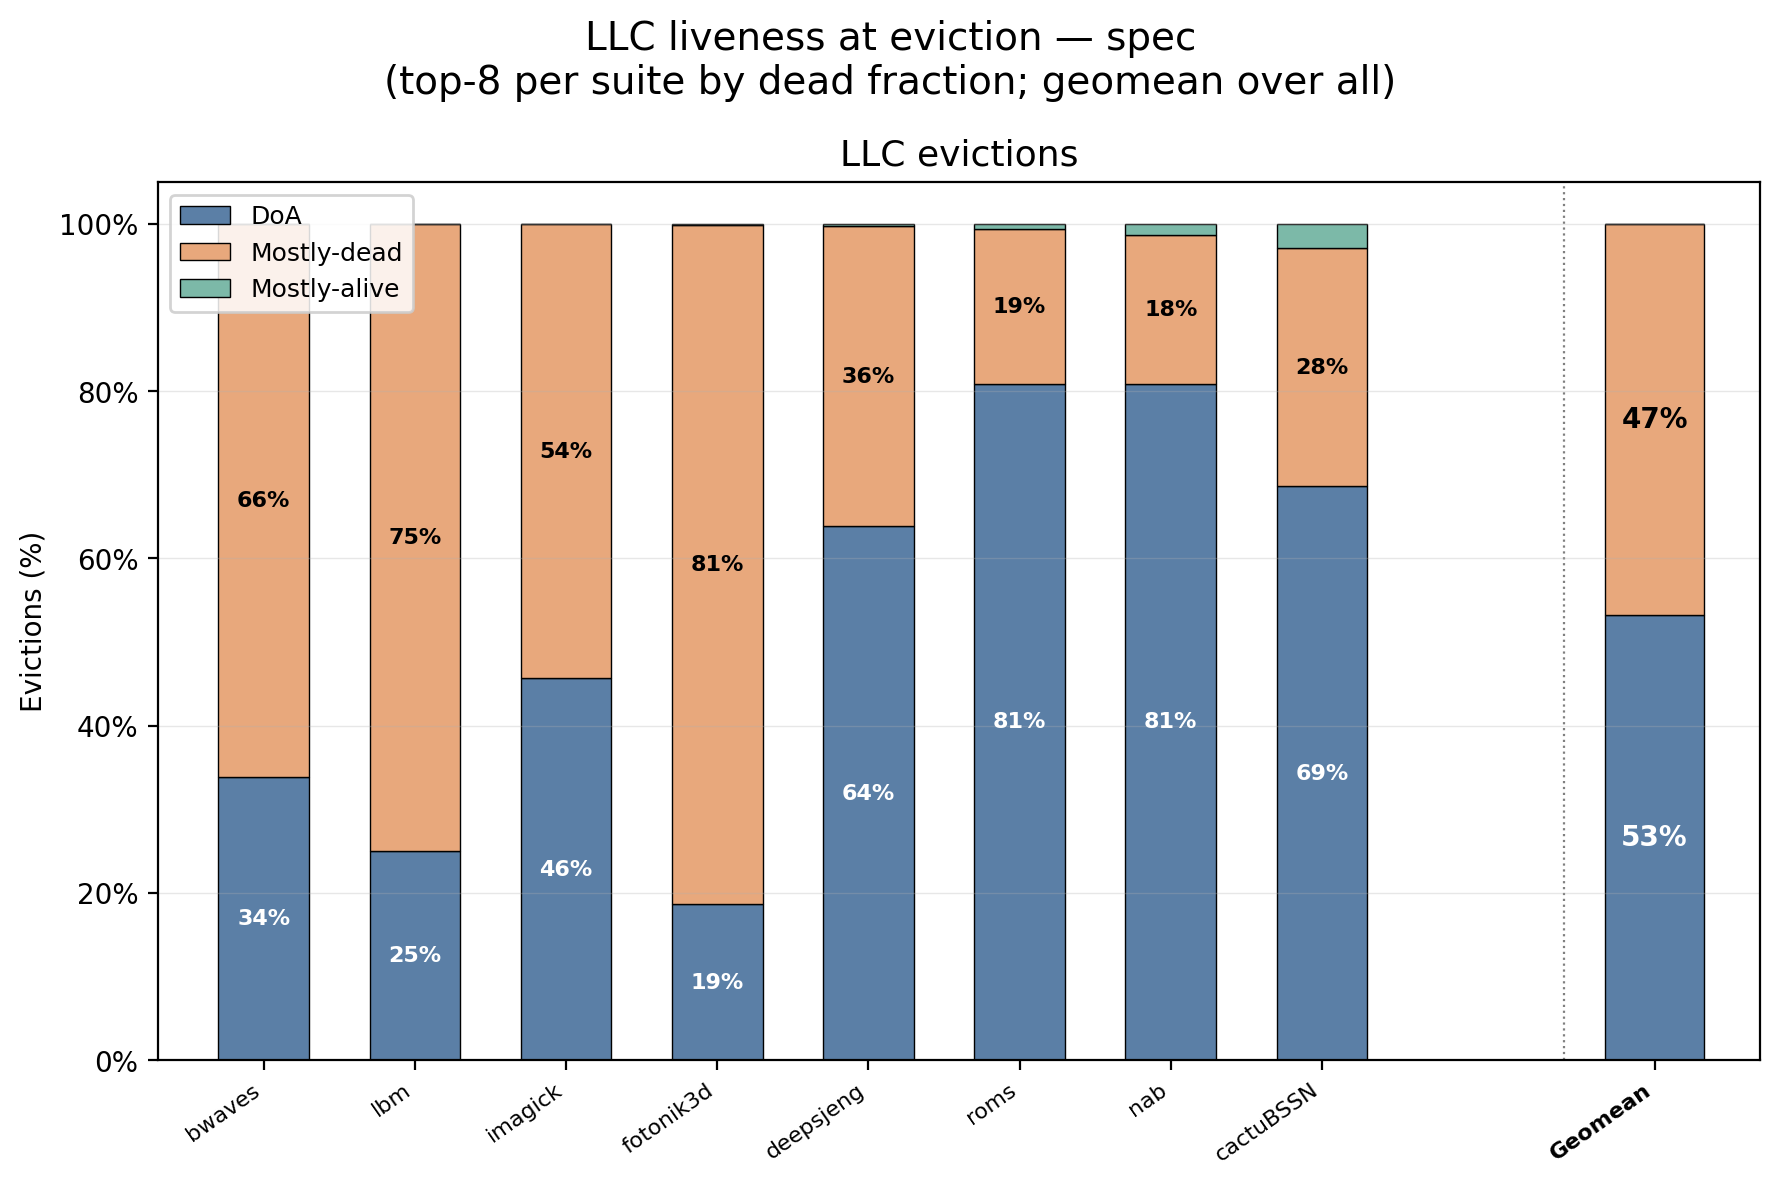 LLC liveness at eviction — spec
(top-8 per suite by dead fraction; geomean over all)
LLC evictions
DoA
Mostly-dead
Mostly-alive
Evictions (%)
100%
80%
60%
40%
20%
0%
66%
34%
75%
25%
54%
46%
81%
19%
36%
64%
19%
81%
18%
81%
28%
69%
47%
53%
bwaves
lbm
imagick
fotonik3d
deepsjeng
roms
nab
cactuBSSN
Geomean